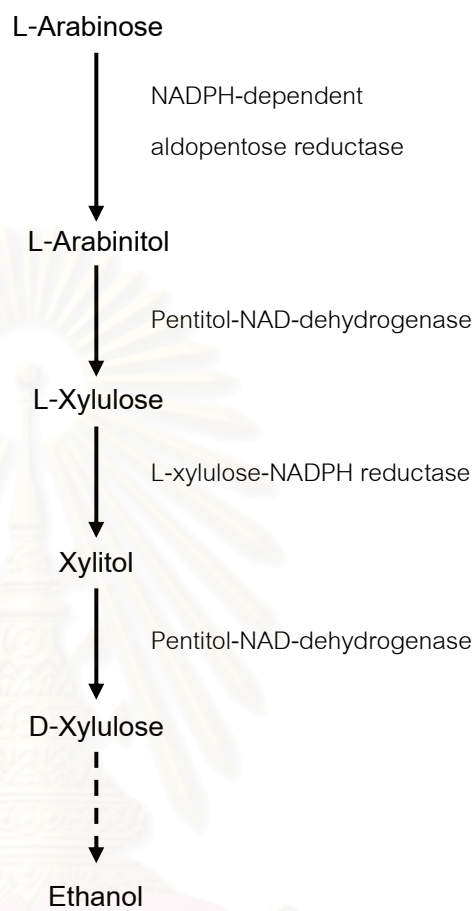 L-Arabinose
NADPH-dependent
aldopentose reductase
L-Arabinitol
Pentitol-NAD-dehydrogenase
L-Xylulose
L-xylulose-NADPH reductase
Xylitol
Pentitol-NAD-dehydrogenase
D-Xylulose
Ethanol